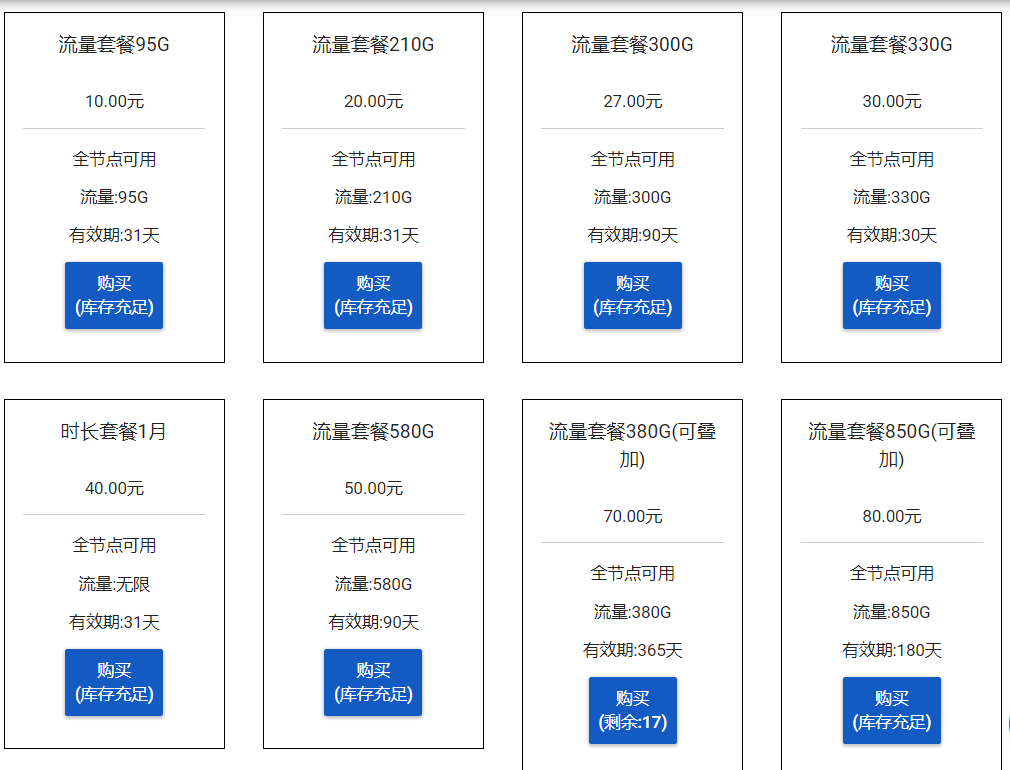 流量套餐95G
10.00元
全节点可用
流量:95G
有效期:31天
购买
(库存充足)
流量套餐210G
20.00元
全节点可用
流量:210G
有效期:31天
购买
(库存充足)
流量套餐300G
27.00元
全节点可用
流量:300G
有效期:90天
购买
(库存充足)
流量套餐330G
30.00元
全节点可用
流量:330G
有效期:30天
购买
(库存充足)
时长套餐1月
40.00元
全节点可用
流量:无限
有效期:31天
购买
(库存充足)
流量套餐580G
50.00元
全节点可用
流量:580G
有效期:90天
购买
(库存充足)
流量套餐380G(可叠
加)
70.00元
全节点可用
流量:380G
有效期:365天
购买
(剩余:17)
流量套餐850G(可叠
加)
80.00元
全节点可用
流量:850G
有效期:180天
购买
(库存充足)